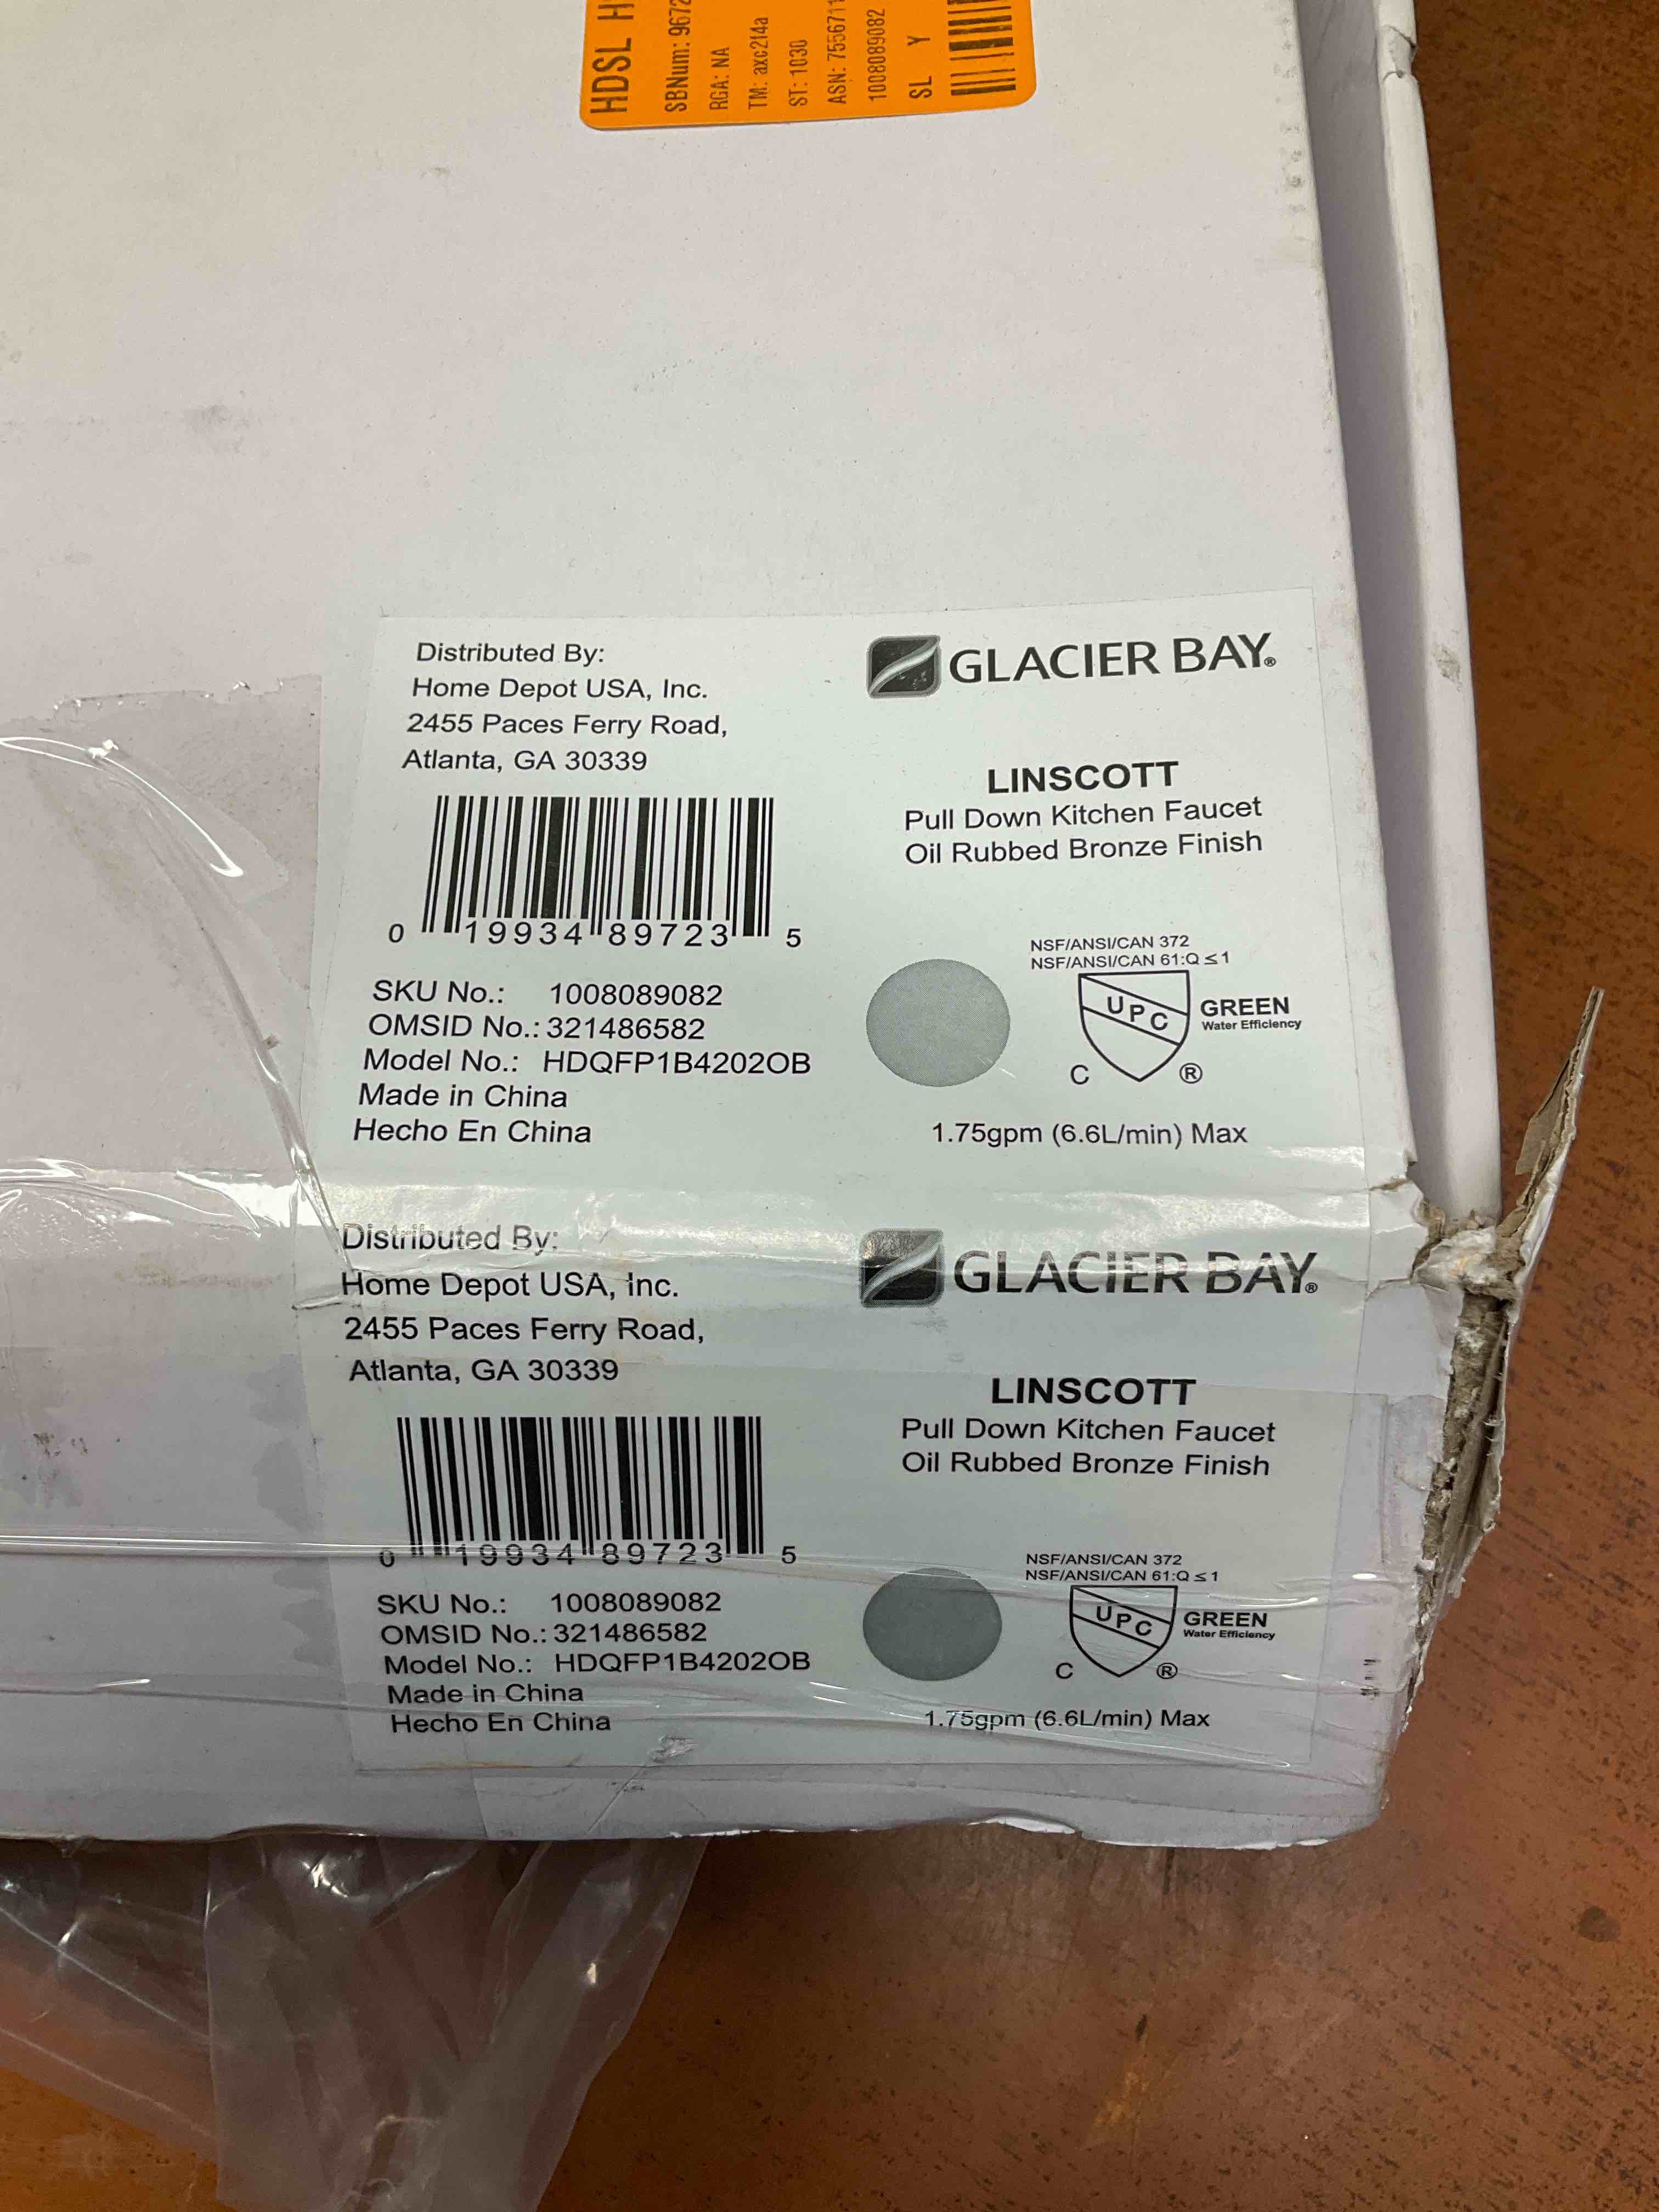 HDSL
SBNum: 9672
RGA: NA
TM: axc214a
ST: 1030
ASN: 7556711
1008089082
SL Y
Distributed By:
Home Depot USA, Inc.
2455 Paces Ferry Road,
Atlanta, GA 30339
0 19934 89723 5
SKU No.: 1008089082
OMSID No.: 321486582
Model No.: HDQFP1B4202OB
Made in China
Hecho En China
GLACIER BAY®
LINSCOTT
Pull Down Kitchen Faucet
Oil Rubbed Bronze Finish
NSF/ANSI/CAN 372
NSF/ANSI/CAN 61:Q ≤ 1
UPC
C ®
GREEN
Water Efficiency
1.75gpm (6.6L/min) Max
Distributed By:
Home Depot USA, Inc.
2455 Paces Ferry Road,
Atlanta, GA 30339
0 19934 89723 5
SKU No.: 1008089082
OMSID No.: 321486582
Model No.: HDQFP1B4202OB
Made in China
Hecho En China
GLACIER BAY®
LINSCOTT
Pull Down Kitchen Faucet
Oil Rubbed Bronze Finish
NSF/ANSI/CAN 372
NSF/ANSI/CAN 61:Q ≤ 1
UPC
C ®
GREEN
Water Efficiency
1.75gpm (6.6L/min) Max